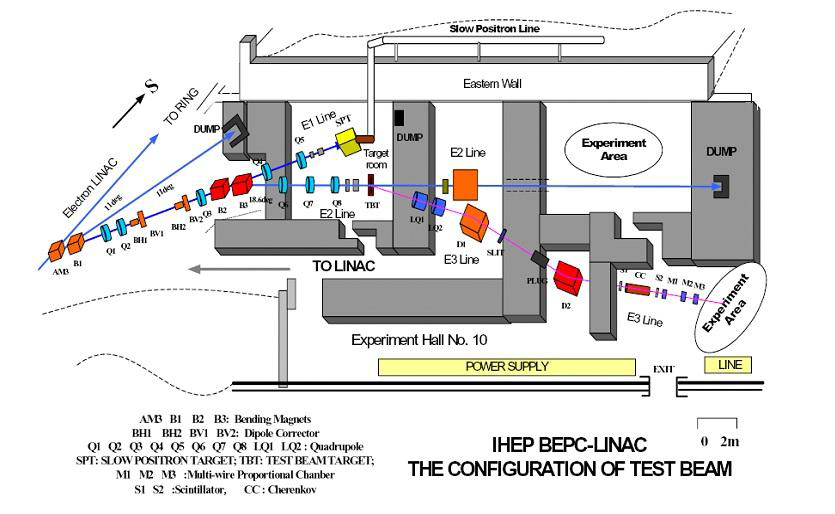 Slow Positron Line
Eastern Wall
S
TO RING
Electron LINAC
11deg
11deg
DUMP
E1 Line
SPT
Q5
Q4
Target
room
DUMP
E2 Line
Experiment
Area
DUMP
AM3
B1
Q1
Q2
BH1
BV1
BH2
BV2
Q3
B2
B3
18.6deg
Q6
Q7
Q8
TBT
E2 Line
LQ1
LQ2
D1
E3 Line
SLIT
PLUG
D2
S1
CC
S2
M1
M2
M3
E3 Line
Experiment
Area
TO LINAC
Experiment Hall No. 10
POWER SUPPLY
EXIT
LINE
AM3 B1 B2 B3: Bending Magnets
BH1 BH2 BV1 BV2: Dipole Corrector
Q1 Q2 Q3 Q4 Q5 Q6 Q7 Q8 LQ1 LQ2 : Quadrupole
SPT: SLOW POSITRON TARGET; TBT: TEST BEAM TARGET;
M1 M2 M3 :Multi-wire Proportional Chanber
S1 S2 :Scintillator, CC : Cherenkov
0 2m
IHEP BEPC-LINAC
THE CONFIGURATION OF TEST BEAM